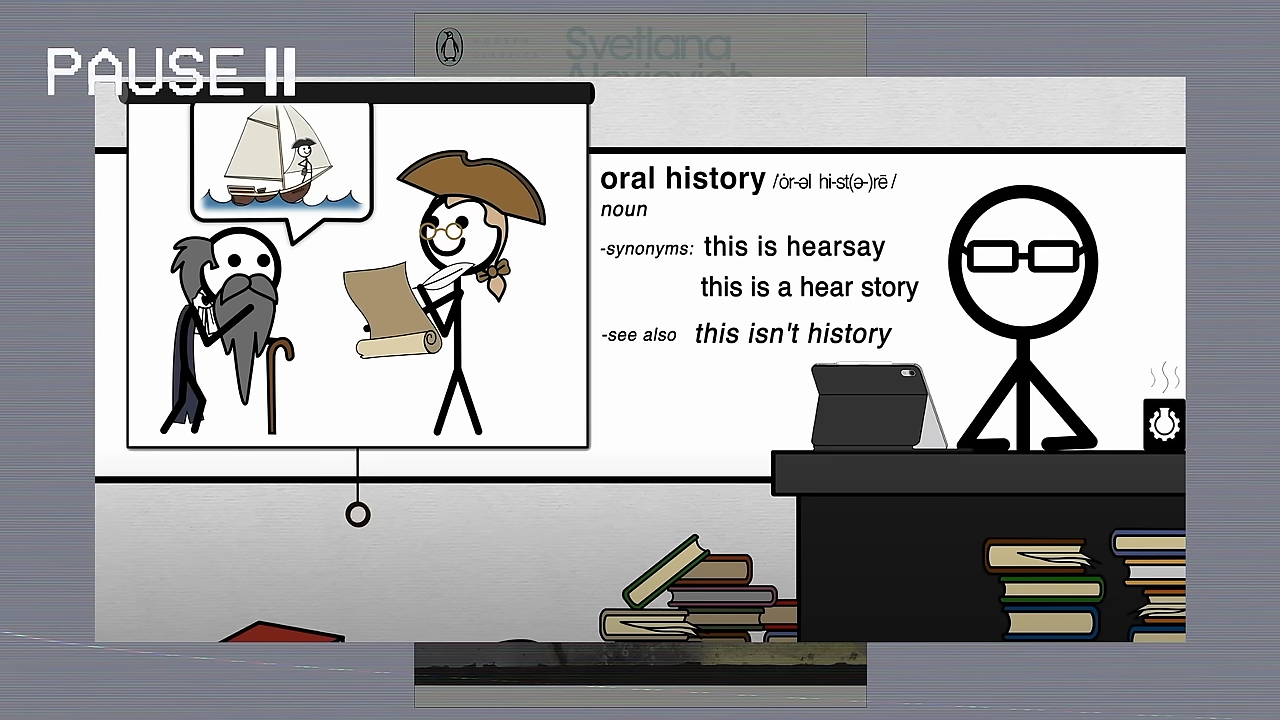 Svetlana
Alexievich
PAUSE
oral history /ȯr-əl hi-st(ə-)rē/
noun
-synonyms: this is hearsay
this is a hear story
-see also this isn't history